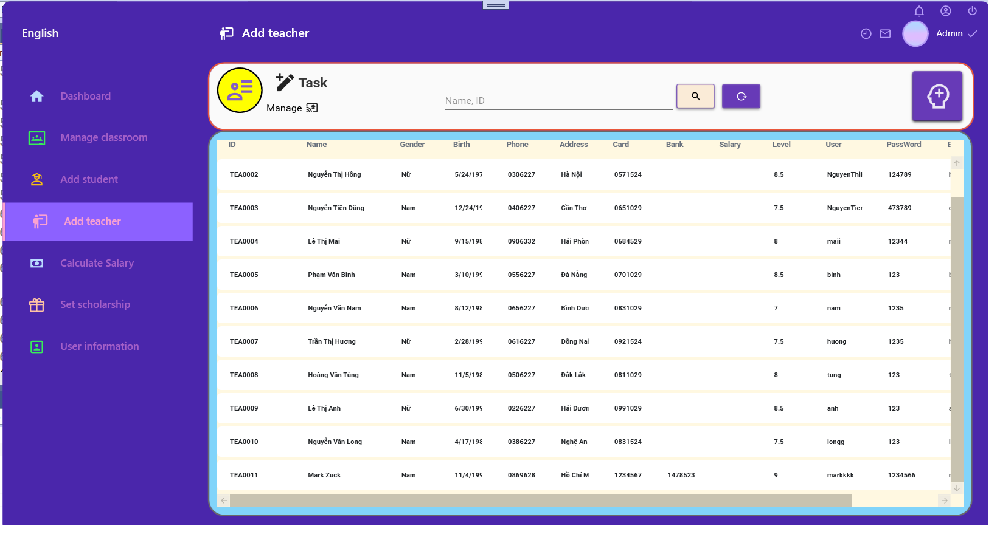 English
Add teacher
Admin
Dashboard
Manage classroom
Add student
Add teacher
Calculate Salary
Set scholarship
User information
Task
Manage
Name, ID
ID Name Gender Birth Phone Address Card Bank Salary Level User PassWord
TEA0002 Nguyễn Thị Hồng Nữ 5/24/197 0306227 Hà Nội 0571524 8.5 NguyenThiH 124789
TEA0003 Nguyễn Tiến Dũng Nam 12/24/19 0406227 Cần Thơ 0651029 7.5 NguyenTien 473789
TEA0004 Lê Thị Mai Nữ 9/15/198 0906332 Hải Phòn 0684529 8 maii 12344
TEA0005 Phạm Văn Bình Nam 3/10/199 0556227 Đà Nẵng 0701029 8.5 binh 123
TEA0006 Nguyễn Văn Nam Nam 8/12/198 0656227 Bình Dươ 0831029 7 nam 1235
TEA0007 Trần Thị Hương Nữ 2/28/199 0616227 Đồng Nai 0921524 7.5 huong 1235
TEA0008 Hoàng Văn Tùng Nam 11/5/198 0506227 Đắk Lắk 0811029 8 tung 123
TEA0009 Lê Thị Anh Nữ 6/30/199 0226227 Hải Dươn 0991029 8.5 anh 123
TEA0010 Nguyễn Văn Long Nam 4/17/198 0386227 Nghệ An 0831524 7.5 longg 123
TEA0011 Mark Zuck Nam 11/4/199 0869628 Hồ Chí M 1234567 1478523 9 markkkk 1234566